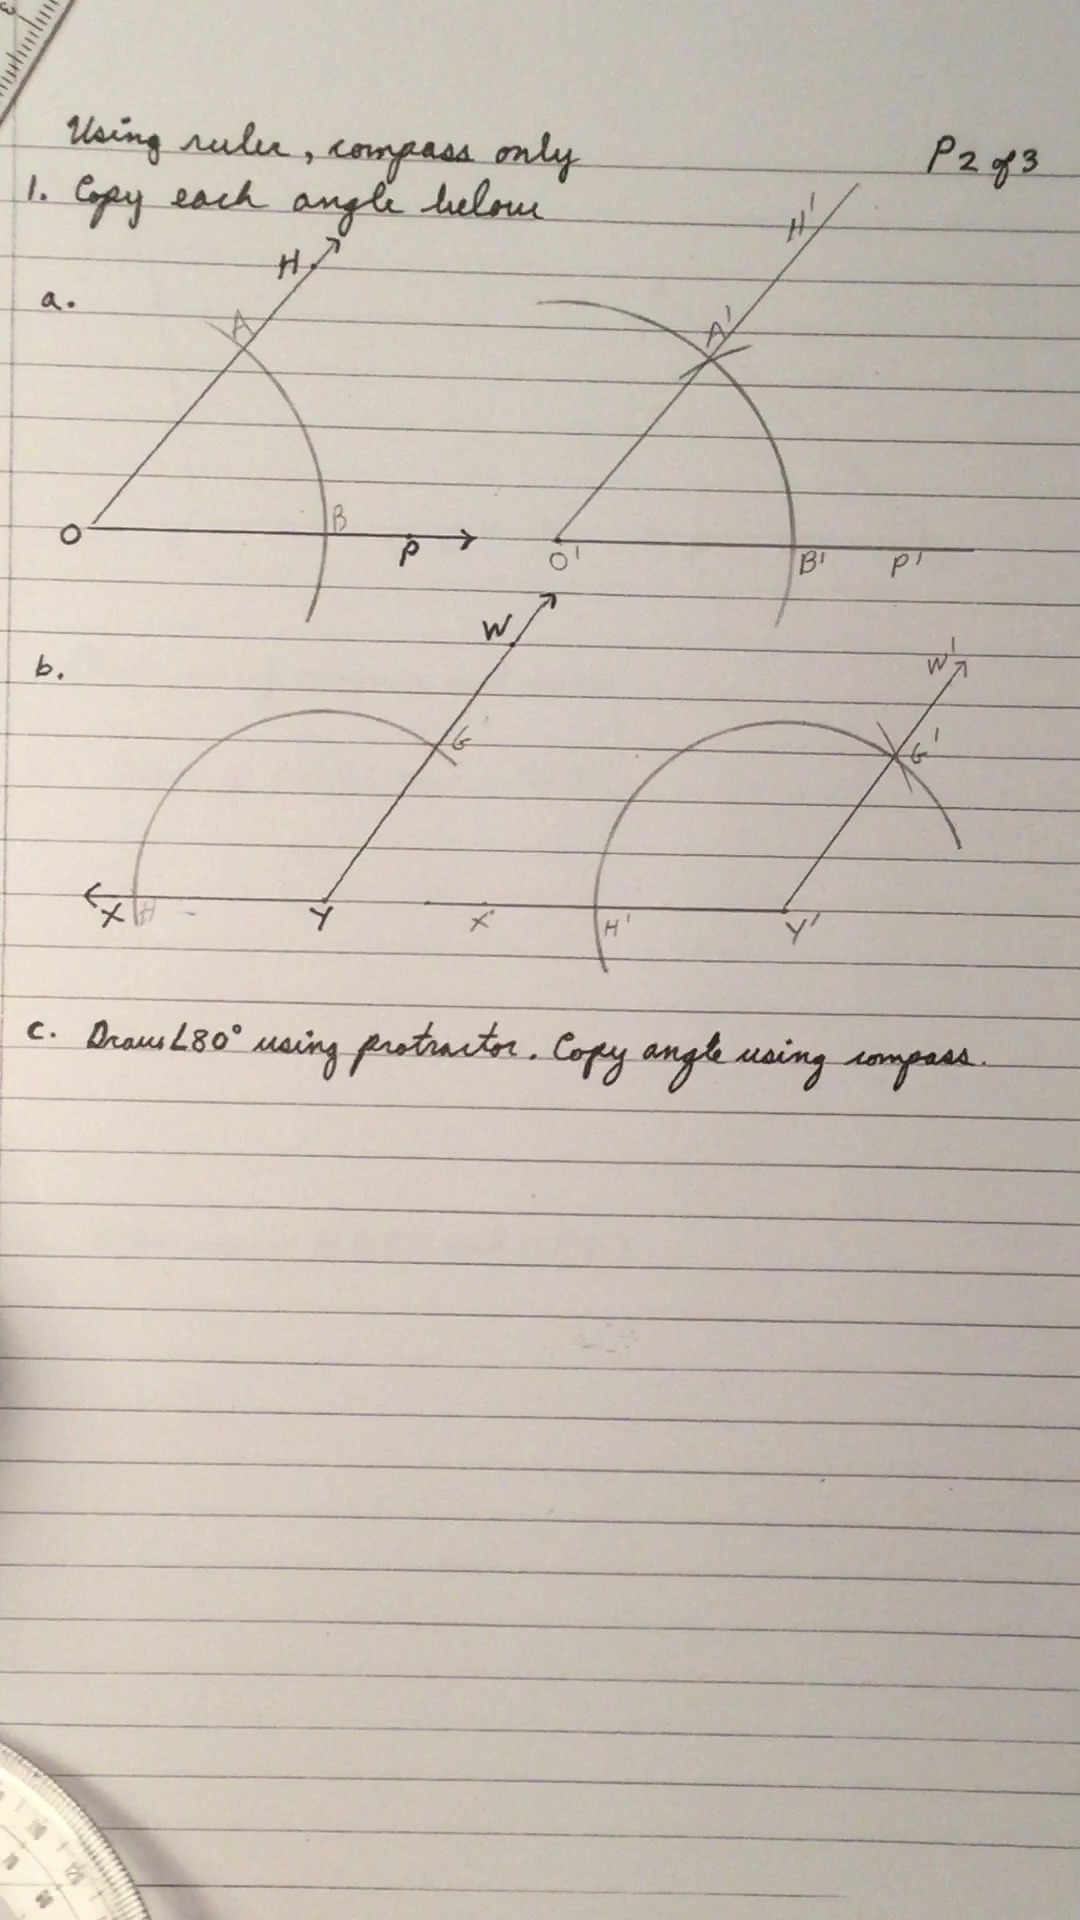 Using ruler, compass only
P2 of 3
1. Copy each angle below
H'
H
a.
A
A'
B
O
P
O'
B'
P'
W
b.
W'
G
G'
X
H
Y
X'
H'
Y'
c. Draw ∠80° using protractor. Copy angle using compass.